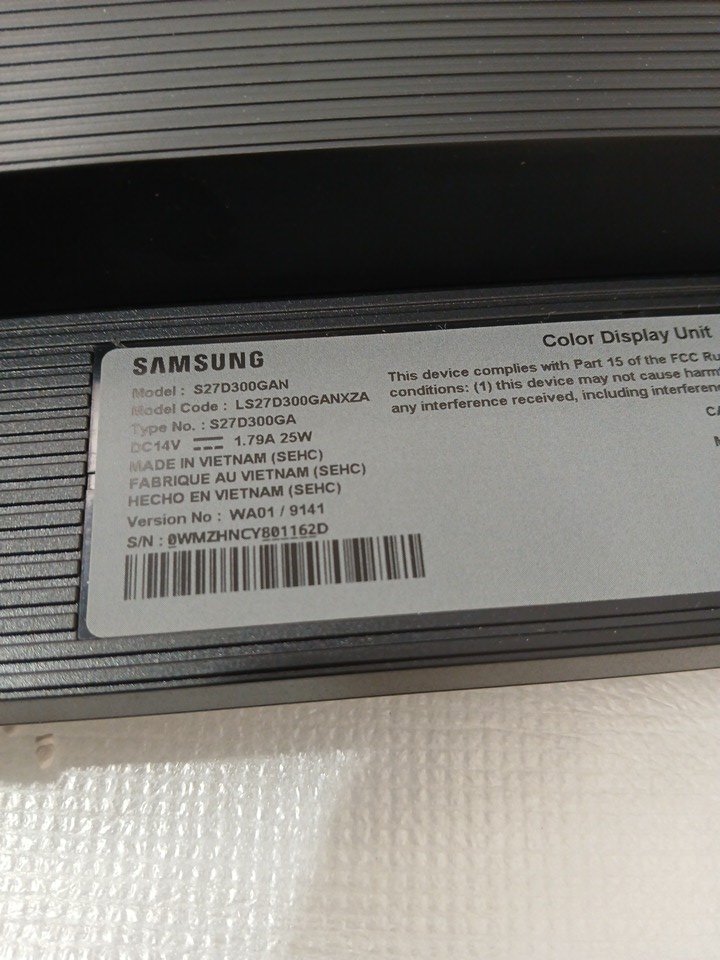 SAMSUNG
Model : S27D300GAN
Model Code : LS27D300GANXZA
Type No. : S27D300GA
DC14V ⎓ 1.79A 25W
MADE IN VIETNAM (SEHC)
FABRIQUE AU VIETNAM (SEHC)
HECHO EN VIETNAM (SEHC)
Version No : WA01 / 9141
S/N : 0WMZHNCY801162D
Color Display Unit
This device complies with Part 15 of the FCC
conditions: (1) this device may not cause
any interference received, including